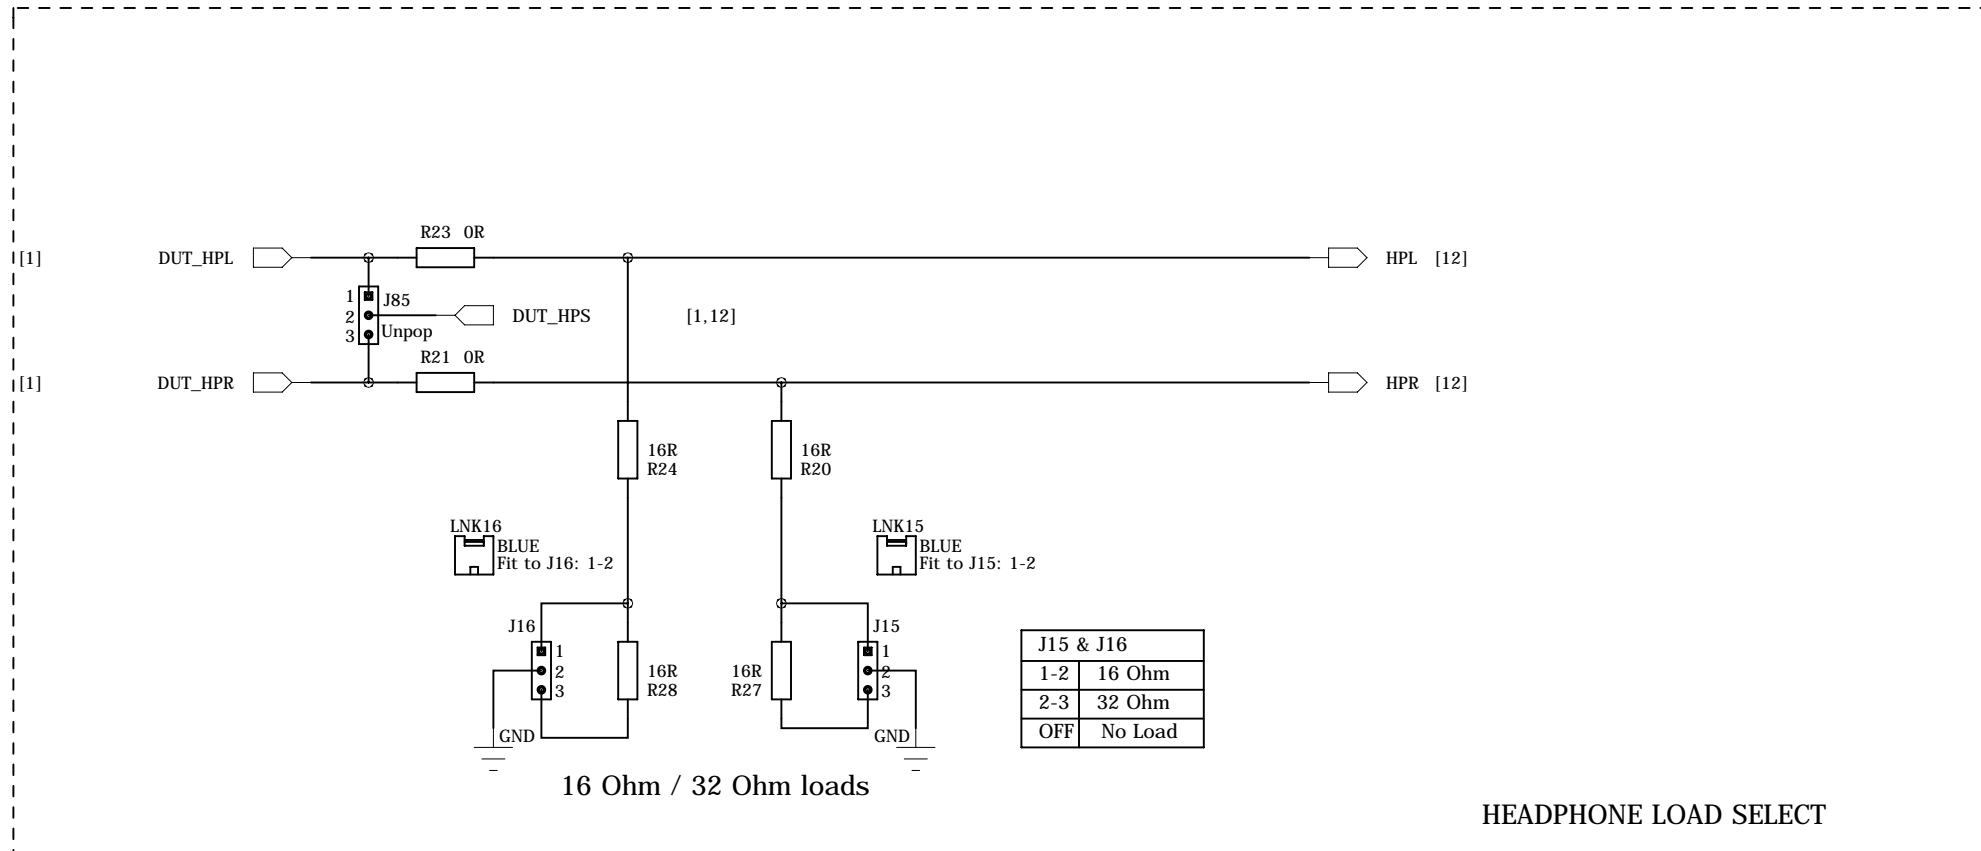 R23 0R
[1] DUT_HPL HPL [12]
1 J85
2 DUT_HPS [1,12]
3 Unpop
R21 0R
[1] DUT_HPR HPR [12]
16R
R24
16R
R20
LNK16
BLUE
Fit to J16: 1-2
LNK15
BLUE
Fit to J15: 1-2
J16
1
2
3
16R
R28
GND
16R
R27
J15
1
2
3
GND
J15 & J16
1-2 16 Ohm
2-3 32 Ohm
OFF No Load
16 Ohm / 32 Ohm loads
HEADPHONE LOAD SELECT